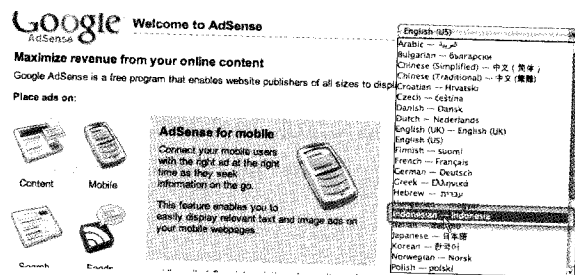 Google
AdSense
Welcome to AdSense
Maximize revenue from your online content
Google AdSense is a free program that enables website publishers of all sizes to displ
Place ads on:
Content
Mobile
Search
Feeds
AdSense for mobile
Connect your mobile users
with the right ad at the right
time as they seek
information on the go.
This feature enables you to
easily display relevant text and image ads on
your mobile webpages
English (US)
Arabic — العربية
Bulgarian — български
Chinese (Simplified) — 中文 (简体)
Chinese (Traditional) — 中文 (繁體)
Croatian — Hrvatski
Czech — čeština
Danish — Dansk
Dutch — Nederlands
English (UK) — English (UK)
English (US)
Finnish — suomi
French — Français
German — Deutsch
Greek — Ελληνικά
Hebrew — עברית
Indonesian — Indonesia
Japanese — 日本語
Korean — 한국어
Norwegian — Norsk
Polish — polski